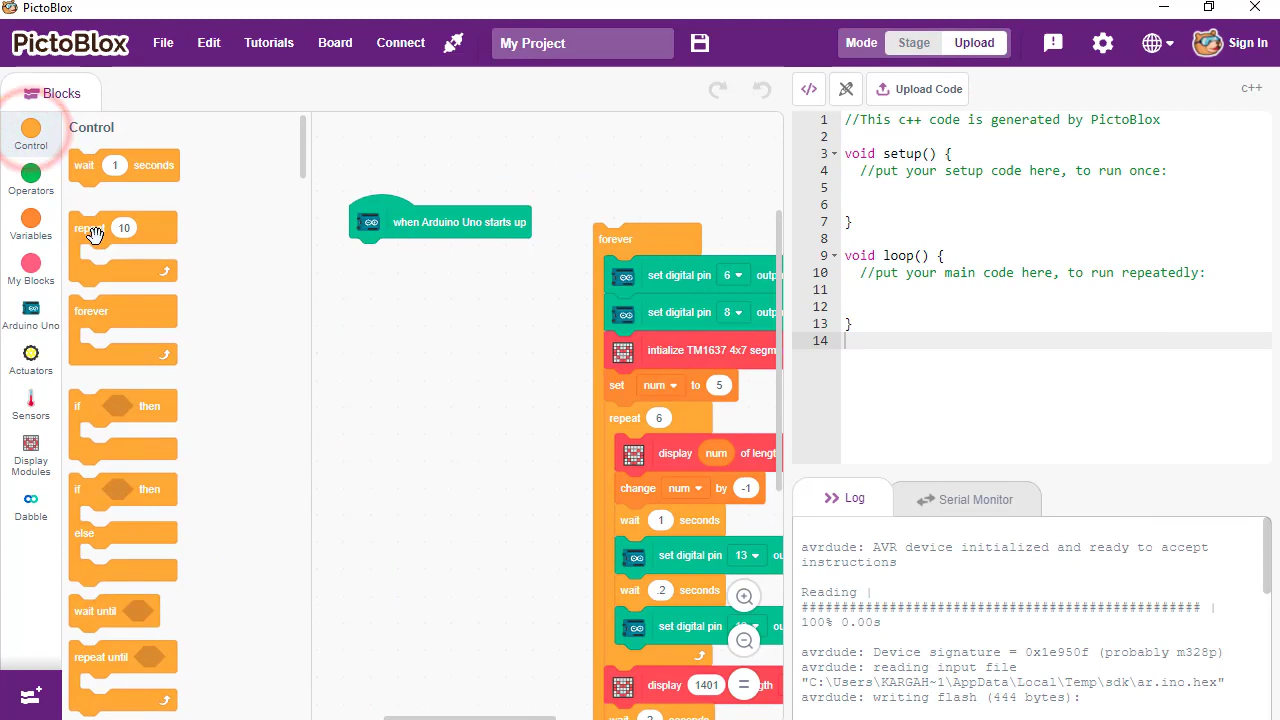 PictoBlox
PictoBlox
File
Edit
Tutorials
Board
Connect
My Project
Mode
Stage
Upload
Sign In
Blocks
Upload Code
c++
Control
Operators
Variables
My Blocks
Arduino Uno
Actuators
Sensors
Display
Modules
Dabble
Control
wait 1 seconds
repeat 10
forever
if then
if then
else
wait until
repeat until
when Arduino Uno starts up
forever
set digital pin 6
set digital pin 8
intialize TM1637 4x7 segm
set num to 5
repeat 6
display num of lengt
change num by -1
wait 1 seconds
set digital pin 13
wait .2 seconds
set digital pin
display 1401
wait
1 //This c++ code is generated by PictoBlox
2
3 void setup() {
4 //put your setup code here, to run once:
5
6
7 }
8
9 void loop() {
10 //put your main code here, to run repeatedly:
11
12
13 }
14
Log
Serial Monitor
avrdude: AVR device initialized and ready to accept
instructions
Reading |
################################################## |
100% 0.00s
avrdude: Device signature = 0x1e950f (probably m328p)
avrdude: reading input file
"C:\Users\KARGAH~1\AppData\Local\Temp\sdk\ar.ino.hex"
avrdude: writing flash (444 bytes):